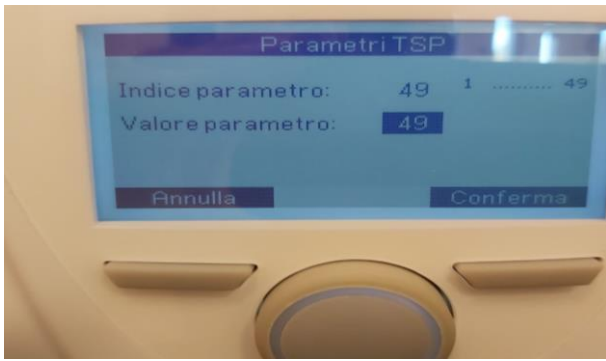 Parametri TSP
Indice parametro: 49 1 .......... 49
Valore parametro: 49
Annulla Conferma